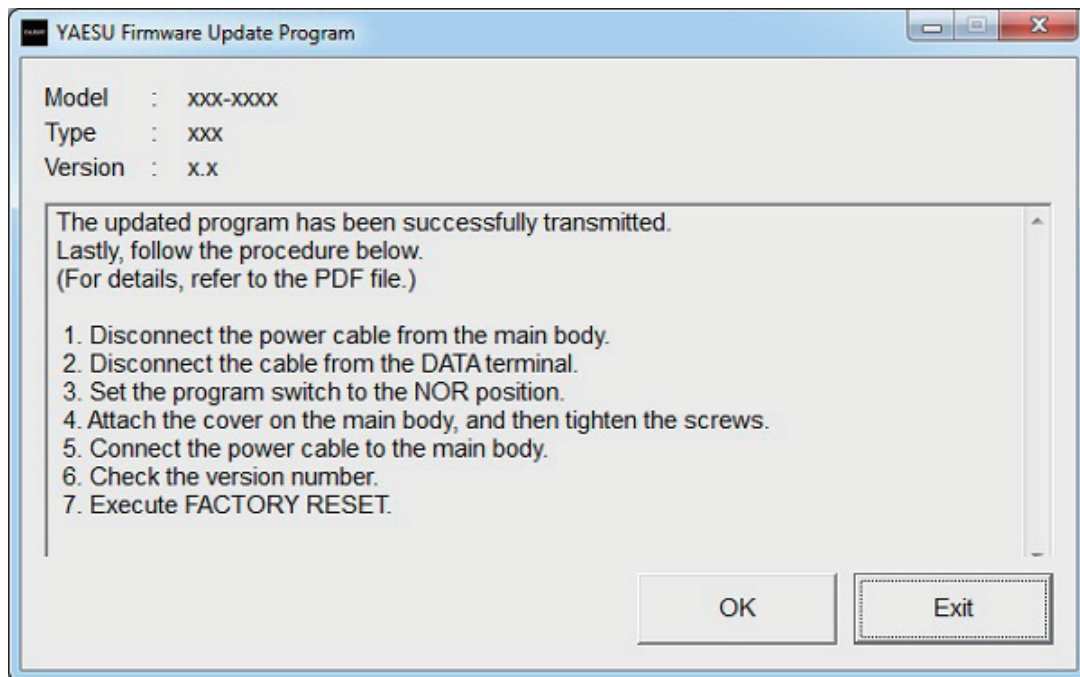 YAESU Firmware Update Program
Model : xxx-xxxx
Type : xxx
Version : x.x
The updated program has been successfully transmitted.
Lastly, follow the procedure below.
(For details, refer to the PDF file.)
1. Disconnect the power cable from the main body.
2. Disconnect the cable from the DATA terminal.
3. Set the program switch to the NOR position.
4. Attach the cover on the main body, and then tighten the screws.
5. Connect the power cable to the main body.
6. Check the version number.
7. Execute FACTORY RESET.
OK Exit